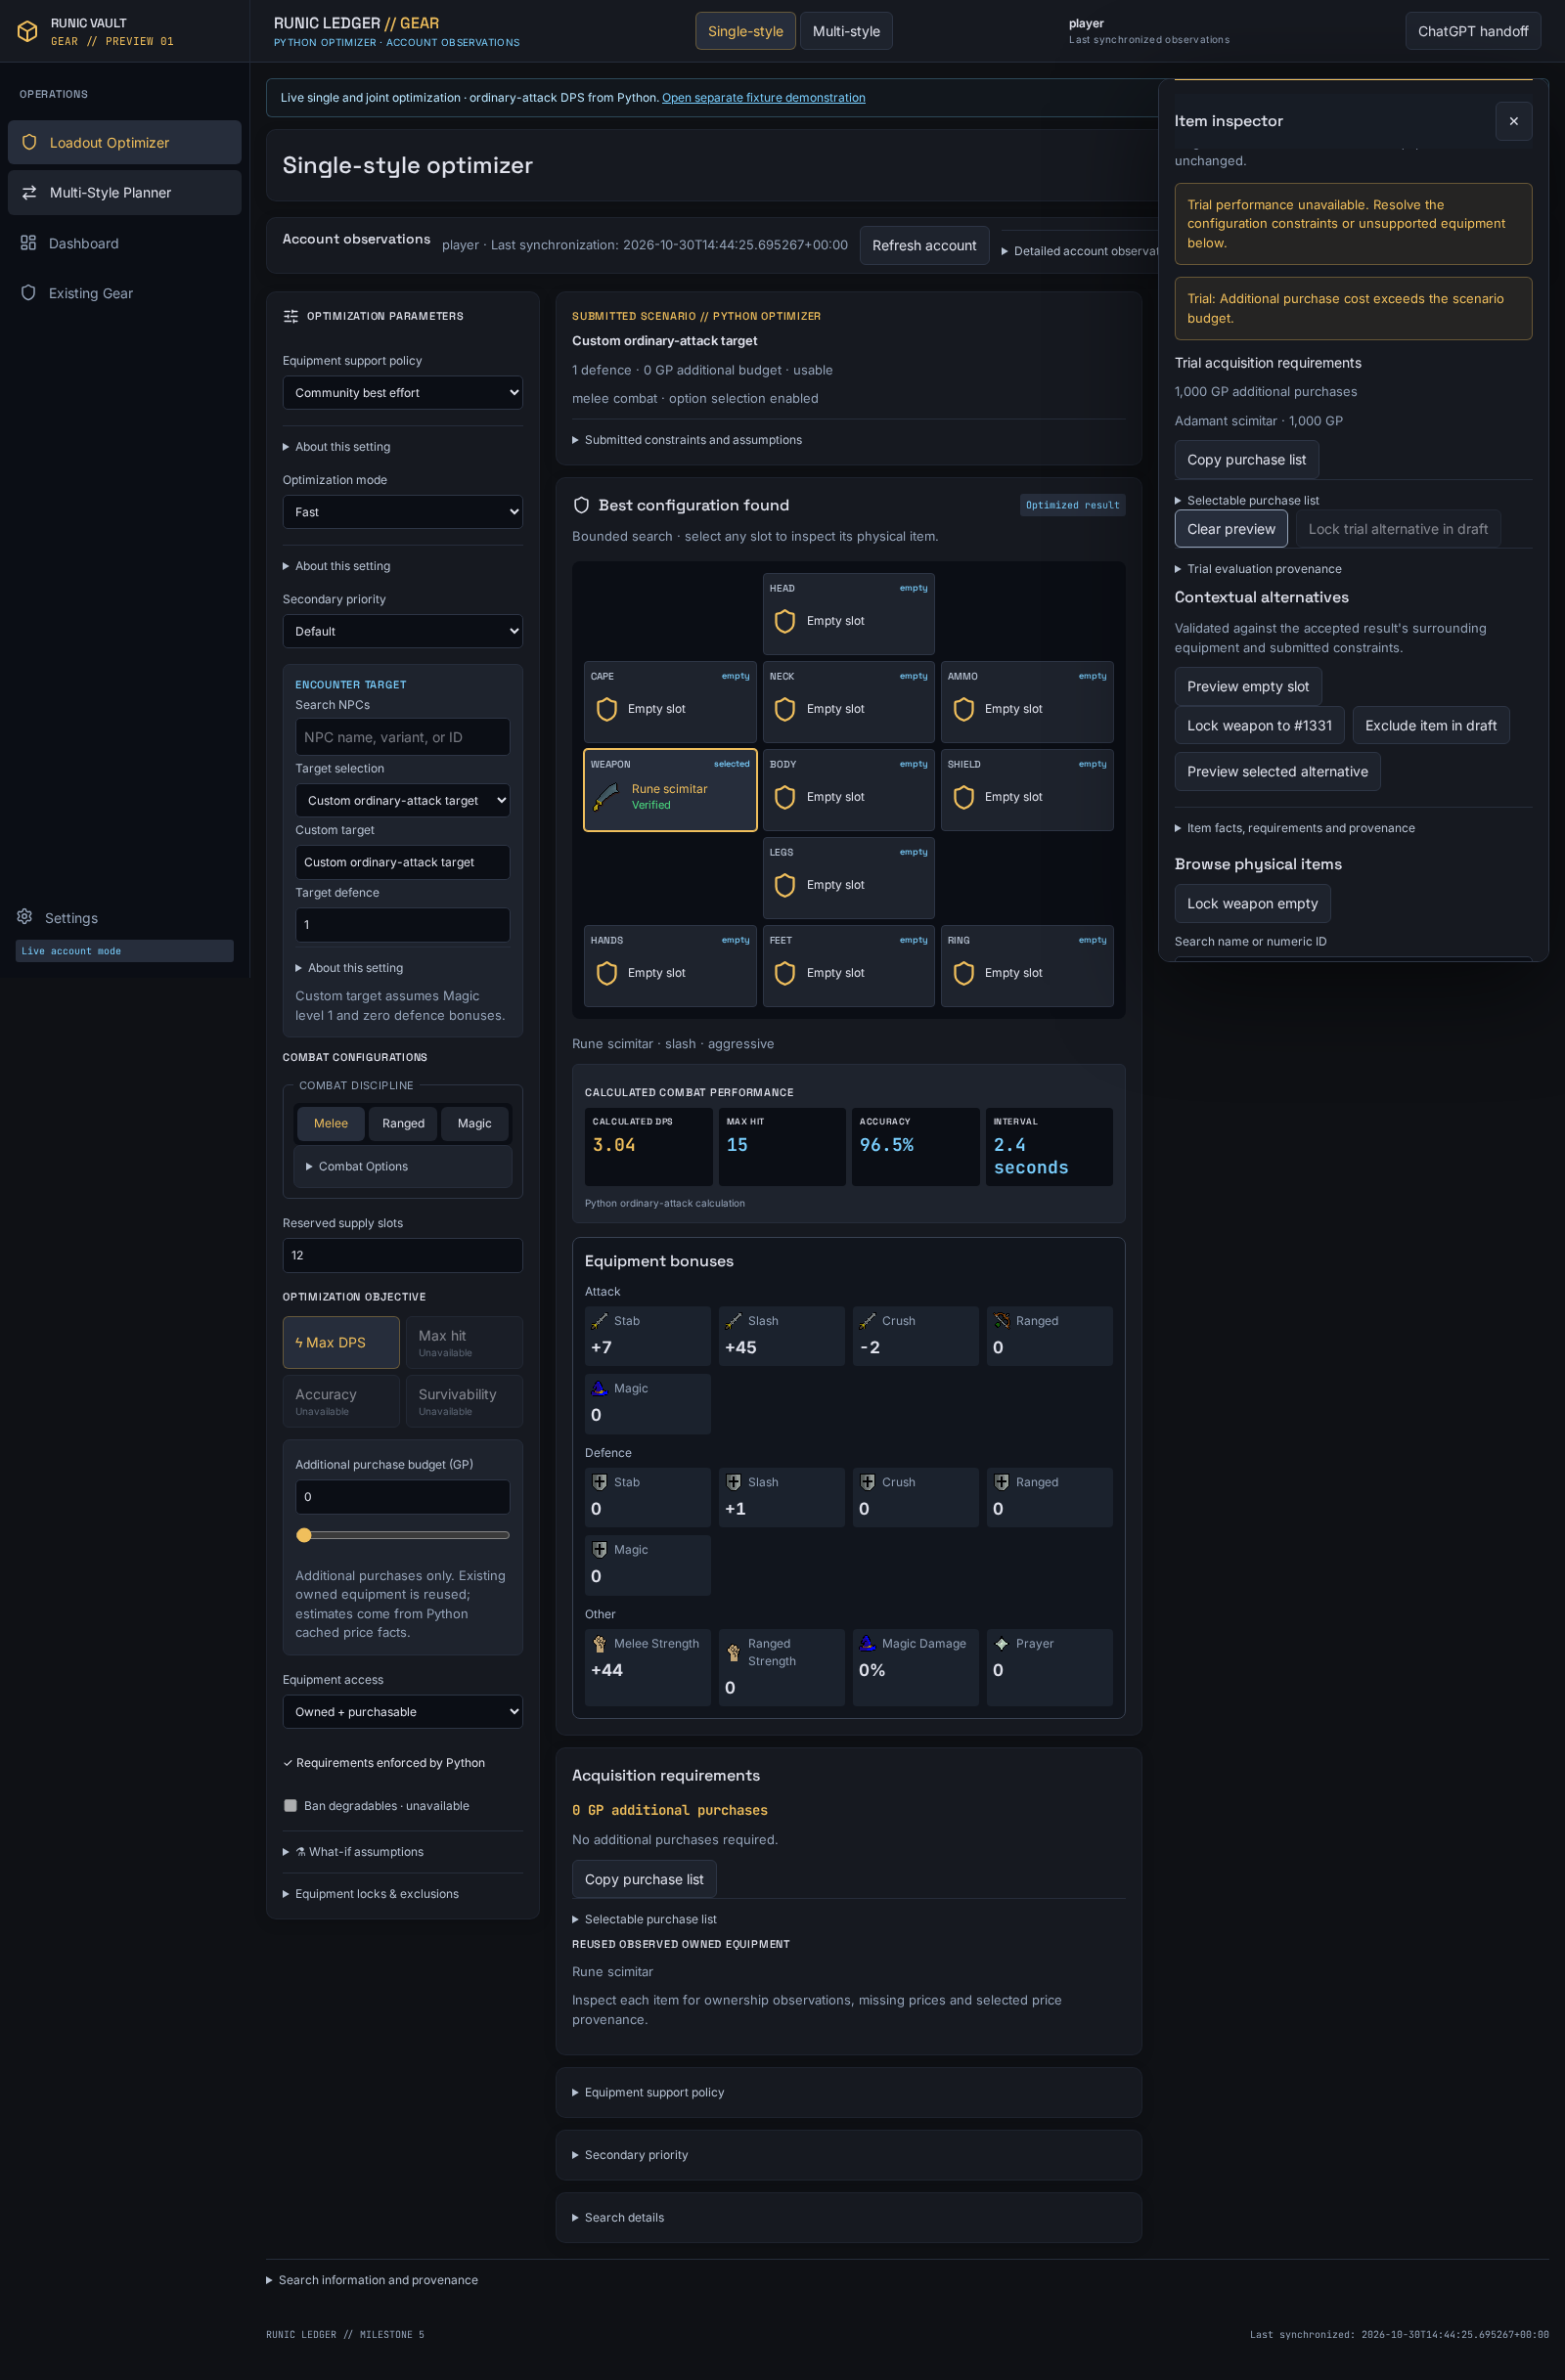 RUNIC VAULT
GEAR // PREVIEW 01
RUNIC LEDGER // GEAR
PYTHON OPTIMIZER · ACCOUNT OBSERVATIONS
Single-style
Multi-style
player
Last synchronized observations
ChatGPT handoff
OPERATIONS
Loadout Optimizer
Multi-Style Planner
Dashboard
Existing Gear
Settings
Live account mode
Live single and joint optimization · ordinary-attack DPS from Python. Open separate fixture demonstration
Single-style optimizer
Account observations
player · Last synchronization: 2026-10-30T14:44:25.695267+00:00
Refresh account
Detailed account observat
OPTIMIZATION PARAMETERS
Equipment support policy
Community best effort
About this setting
Optimization mode
Fast
About this setting
Secondary priority
Default
ENCOUNTER TARGET
Search NPCs
NPC name, variant, or ID
Target selection
Custom ordinary-attack target
Custom target
Custom ordinary-attack target
Target defence
1
About this setting
Custom target assumes Magic
level 1 and zero defence bonuses.
COMBAT CONFIGURATIONS
COMBAT DISCIPLINE
Melee
Ranged
Magic
Combat Options
Reserved supply slots
12
OPTIMIZATION OBJECTIVE
ϟ Max DPS
Max hit
Unavailable
Accuracy
Unavailable
Survivability
Unavailable
Additional purchase budget (GP)
0
Additional purchases only. Existing
owned equipment is reused;
estimates come from Python
cached price facts.
Equipment access
Owned + purchasable
✓ Requirements enforced by Python
Ban degradables · unavailable
⚗ What-if assumptions
Equipment locks & exclusions
SUBMITTED SCENARIO // PYTHON OPTIMIZER
Custom ordinary-attack target
1 defence · 0 GP additional budget · usable
melee combat · option selection enabled
Submitted constraints and assumptions
Best configuration found
Optimized result
Bounded search · select any slot to inspect its physical item.
HEAD
empty
Empty slot
CAPE
empty
Empty slot
NECK
empty
Empty slot
AMMO
empty
Empty slot
WEAPON
selected
Rune scimitar
Verified
BODY
empty
Empty slot
SHIELD
empty
Empty slot
LEGS
empty
Empty slot
HANDS
empty
Empty slot
FEET
empty
Empty slot
RING
empty
Empty slot
Rune scimitar · slash · aggressive
CALCULATED COMBAT PERFORMANCE
CALCULATED DPS
3.04
MAX HIT
15
ACCURACY
96.5%
INTERVAL
2.4
seconds
Python ordinary-attack calculation
Equipment bonuses
Attack
Stab
+7
Slash
+45
Crush
-2
Ranged
0
Magic
0
Defence
Stab
0
Slash
+1
Crush
0
Ranged
0
Magic
0
Other
Melee Strength
+44
Ranged
Strength
0
Magic Damage
0%
Prayer
0
Acquisition requirements
0 GP additional purchases
No additional purchases required.
Copy purchase list
Selectable purchase list
REUSED OBSERVED OWNED EQUIPMENT
Rune scimitar
Inspect each item for ownership observations, missing prices and selected price
provenance.
Equipment support policy
Secondary priority
Search details
Item inspector
✕
unchanged.
Trial performance unavailable. Resolve the
configuration constraints or unsupported equipment
below.
Trial: Additional purchase cost exceeds the scenario
budget.
Trial acquisition requirements
1,000 GP additional purchases
Adamant scimitar · 1,000 GP
Copy purchase list
Selectable purchase list
Clear preview
Lock trial alternative in draft
Trial evaluation provenance
Contextual alternatives
Validated against the accepted result's surrounding
equipment and submitted constraints.
Preview empty slot
Lock weapon to #1331
Exclude item in draft
Preview selected alternative
Item facts, requirements and provenance
Browse physical items
Lock weapon empty
Search name or numeric ID
Search information and provenance
RUNIC LEDGER // MILESTONE 5
Last synchronized: 2026-10-30T14:44:25.695267+00:00